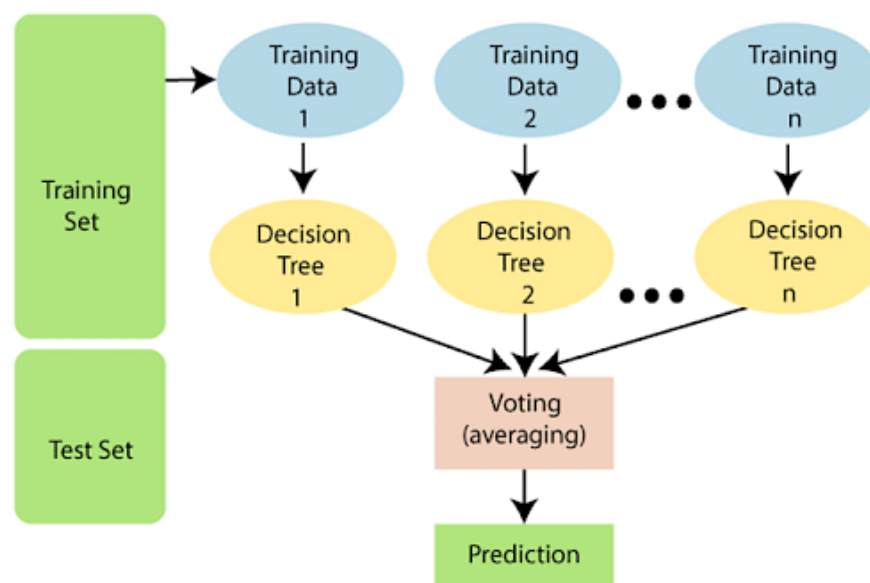 Training
Set
Test Set
Training
Data
1
Training
Data
2
Training
Data
n
Decision
Tree
1
Decision
Tree
2
Decision
Tree
n
Voting
(averaging)
Prediction